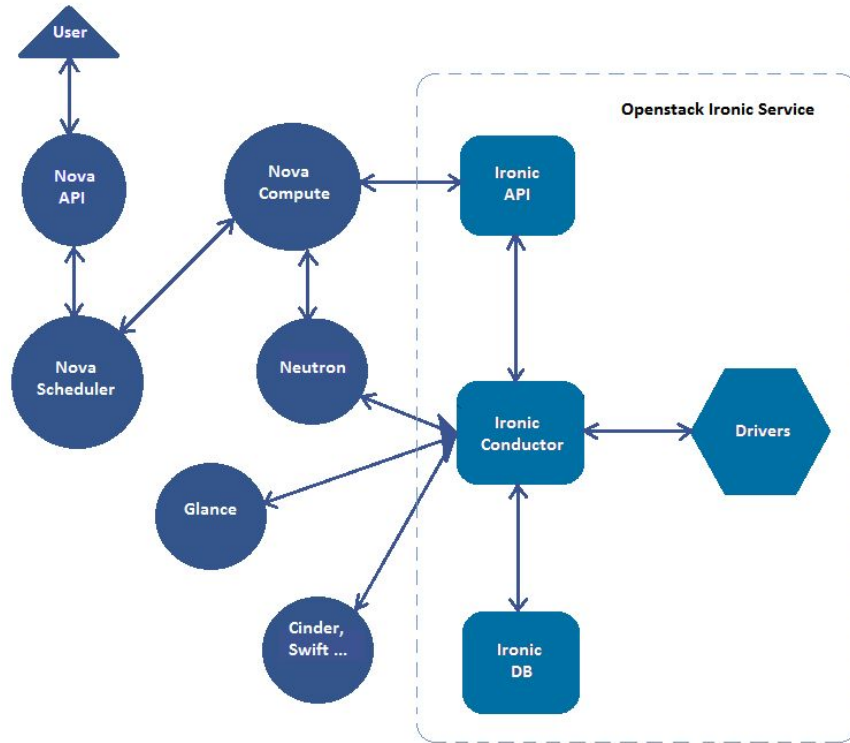 User
Openstack Ironic Service
Nova
API
Nova
Compute
Ironic
API
Nova
Scheduler
Neutron
Ironic
Conductor
Drivers
Glance
Cinder,
Swift ...
Ironic
DB